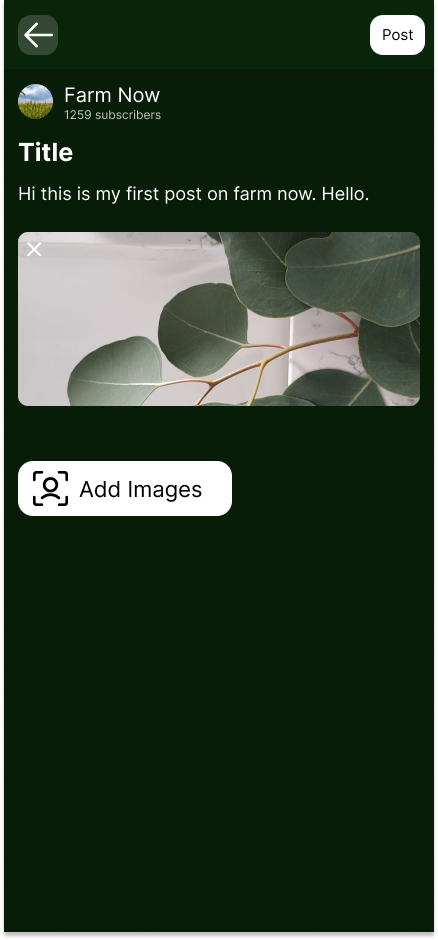 Post
Farm Now
1259 subscribers
Title
Hi this is my first post on farm now. Hello.
Add Images